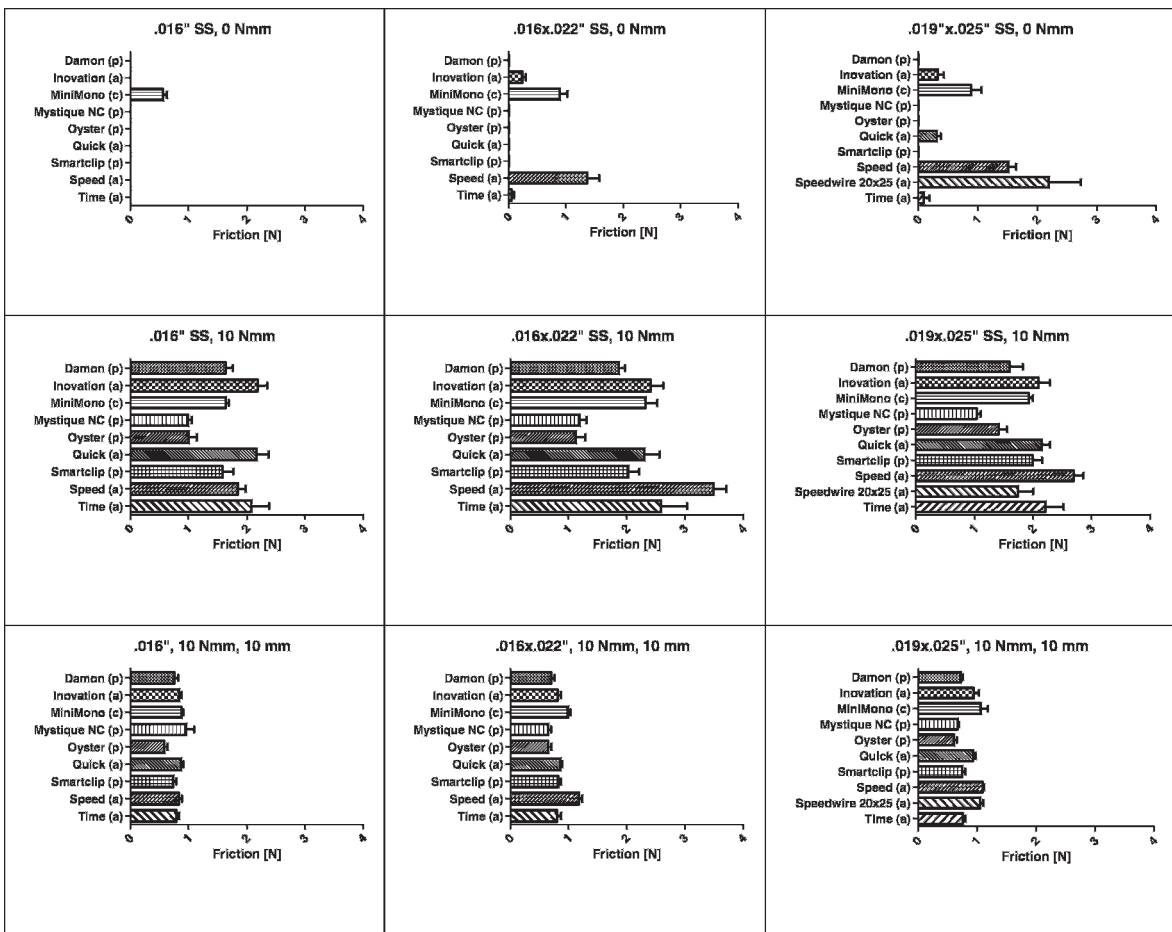 .016" SS, 0 Nmm
Damon (p)
Inovation (a)
MiniMono (c)
Mystique NC (p)
Oyster (p)
Quick (a)
Smartclip (p)
Speed (a)
Time (a)
0 1 2 3 4
Friction [N]
.016x.022" SS, 0 Nmm
Damon (p)
Inovation (a)
MiniMono (c)
Mystique NC (p)
Oyster (p)
Quick (a)
Smartclip (p)
Speed (a)
Time (a)
0 1 2 3 4
Friction [N]
.019"x.025" SS, 0 Nmm
Damon (p)
Inovation (a)
MiniMono (c)
Mystique NC (p)
Oyster (p)
Quick (a)
Smartclip (p)
Speed (a)
Speedwire 20x25 (a)
Time (a)
0 1 2 3 4
Friction [N]
.016" SS, 10 Nmm
Damon (p)
Inovation (a)
MiniMono (c)
Mystique NC (p)
Oyster (p)
Quick (a)
Smartclip (p)
Speed (a)
Time (a)
0 1 2 3 4
Friction [N]
.016x.022" SS, 10 Nmm
Damon (p)
Inovation (a)
MiniMono (c)
Mystique NC (p)
Oyster (p)
Quick (a)
Smartclip (p)
Speed (a)
Time (a)
0 1 2 3 4
Friction [N]
.019x.025" SS, 10 Nmm
Damon (p)
Inovation (a)
MiniMono (c)
Mystique NC (p)
Oyster (p)
Quick (a)
Smartclip (p)
Speed (a)
Speedwire 20x25 (a)
Time (a)
0 1 2 3 4
Friction [N]
.016", 10 Nmm, 10 mm
Damon (p)
Inovation (a)
MiniMono (c)
Mystique NC (p)
Oyster (p)
Quick (a)
Smartclip (p)
Speed (a)
Time (a)
0 1 2 3 4
Friction [N]
.016x.022", 10 Nmm, 10 mm
Damon (p)
Inovation (a)
MiniMono (c)
Mystique NC (p)
Oyster (p)
Quick (a)
Smartclip (p)
Speed (a)
Time (a)
0 1 2 3 4
Friction [N]
.019x.025", 10 Nmm, 10 mm
Damon (p)
Inovation (a)
MiniMono (c)
Mystique NC (p)
Oyster (p)
Quick (a)
Smartclip (p)
Speed (a)
Speedwire 20x25 (a)
Time (a)
0 1 2 3 4
Friction [N]